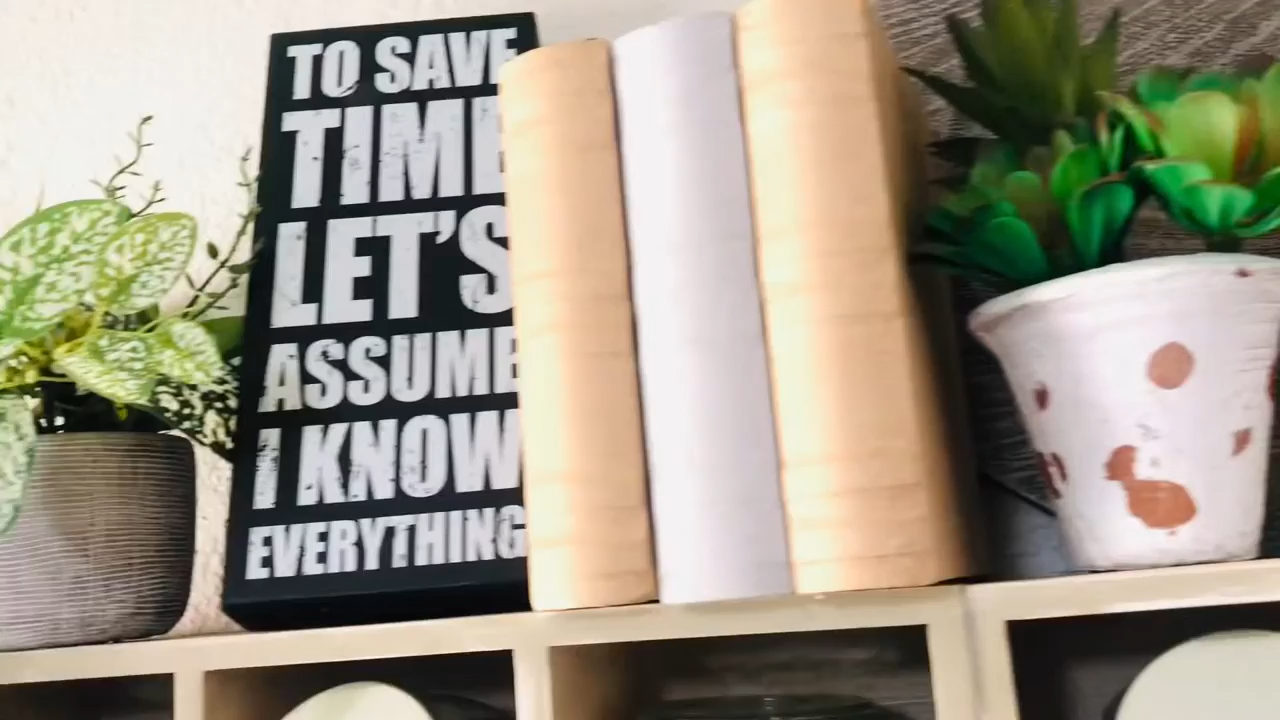 TO SAVE
TIME
LET'S
ASSUME
I KNOW
EVERYTHING